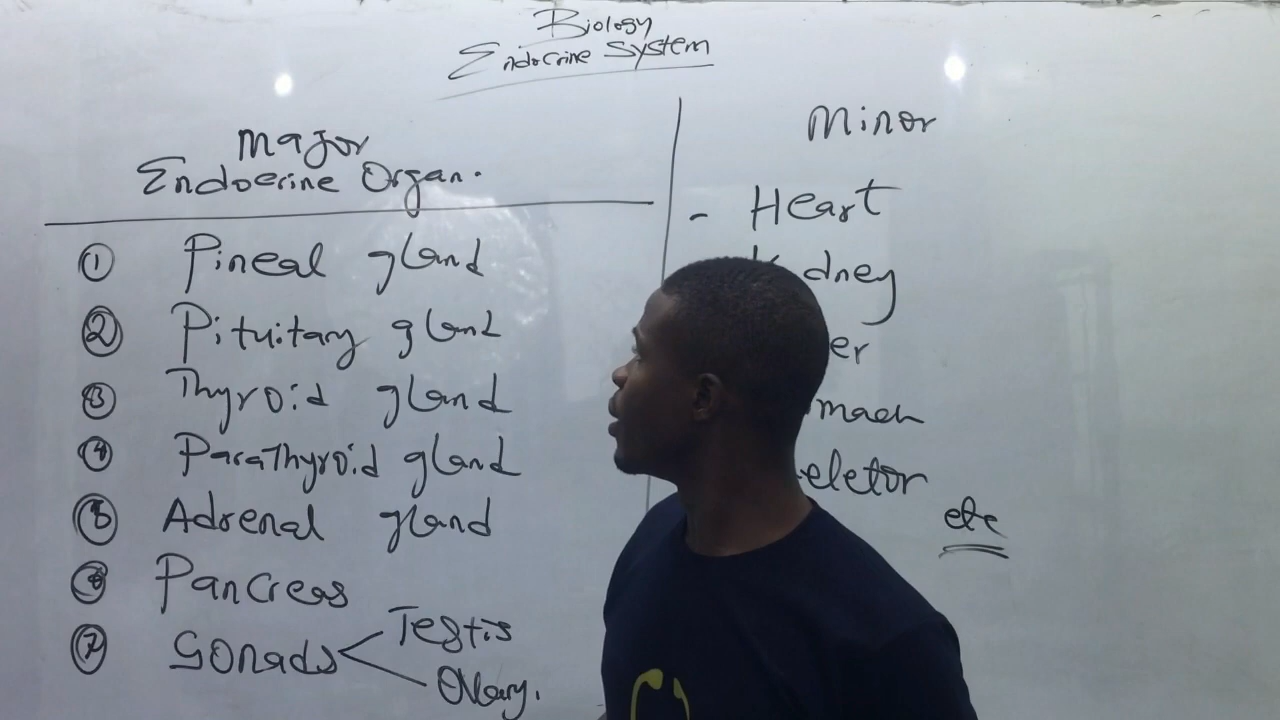 Biology
Endocrine System
Major
Endocrine Organ.
① Pineal gland
② Pituitary gland
③ Thyroid gland
④ Parathyroid gland
⑤ Adrenal gland
⑥ Pancreas
⑦ Gonads
Testis
Ovary.
Minor
- Heart
etc